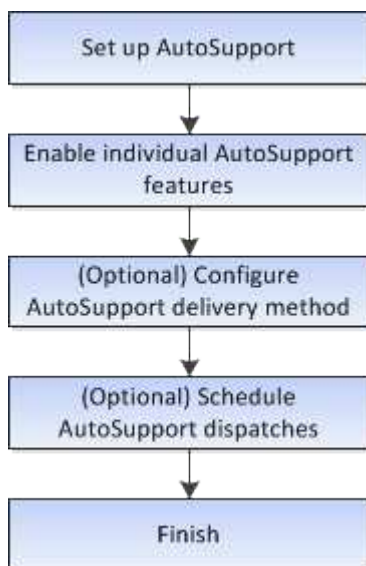 Set up AutoSupport
Enable individual AutoSupport
features
(Optional) Configure
AutoSupport delivery method
(Optional) Schedule
AutoSupport dispatches
Finish